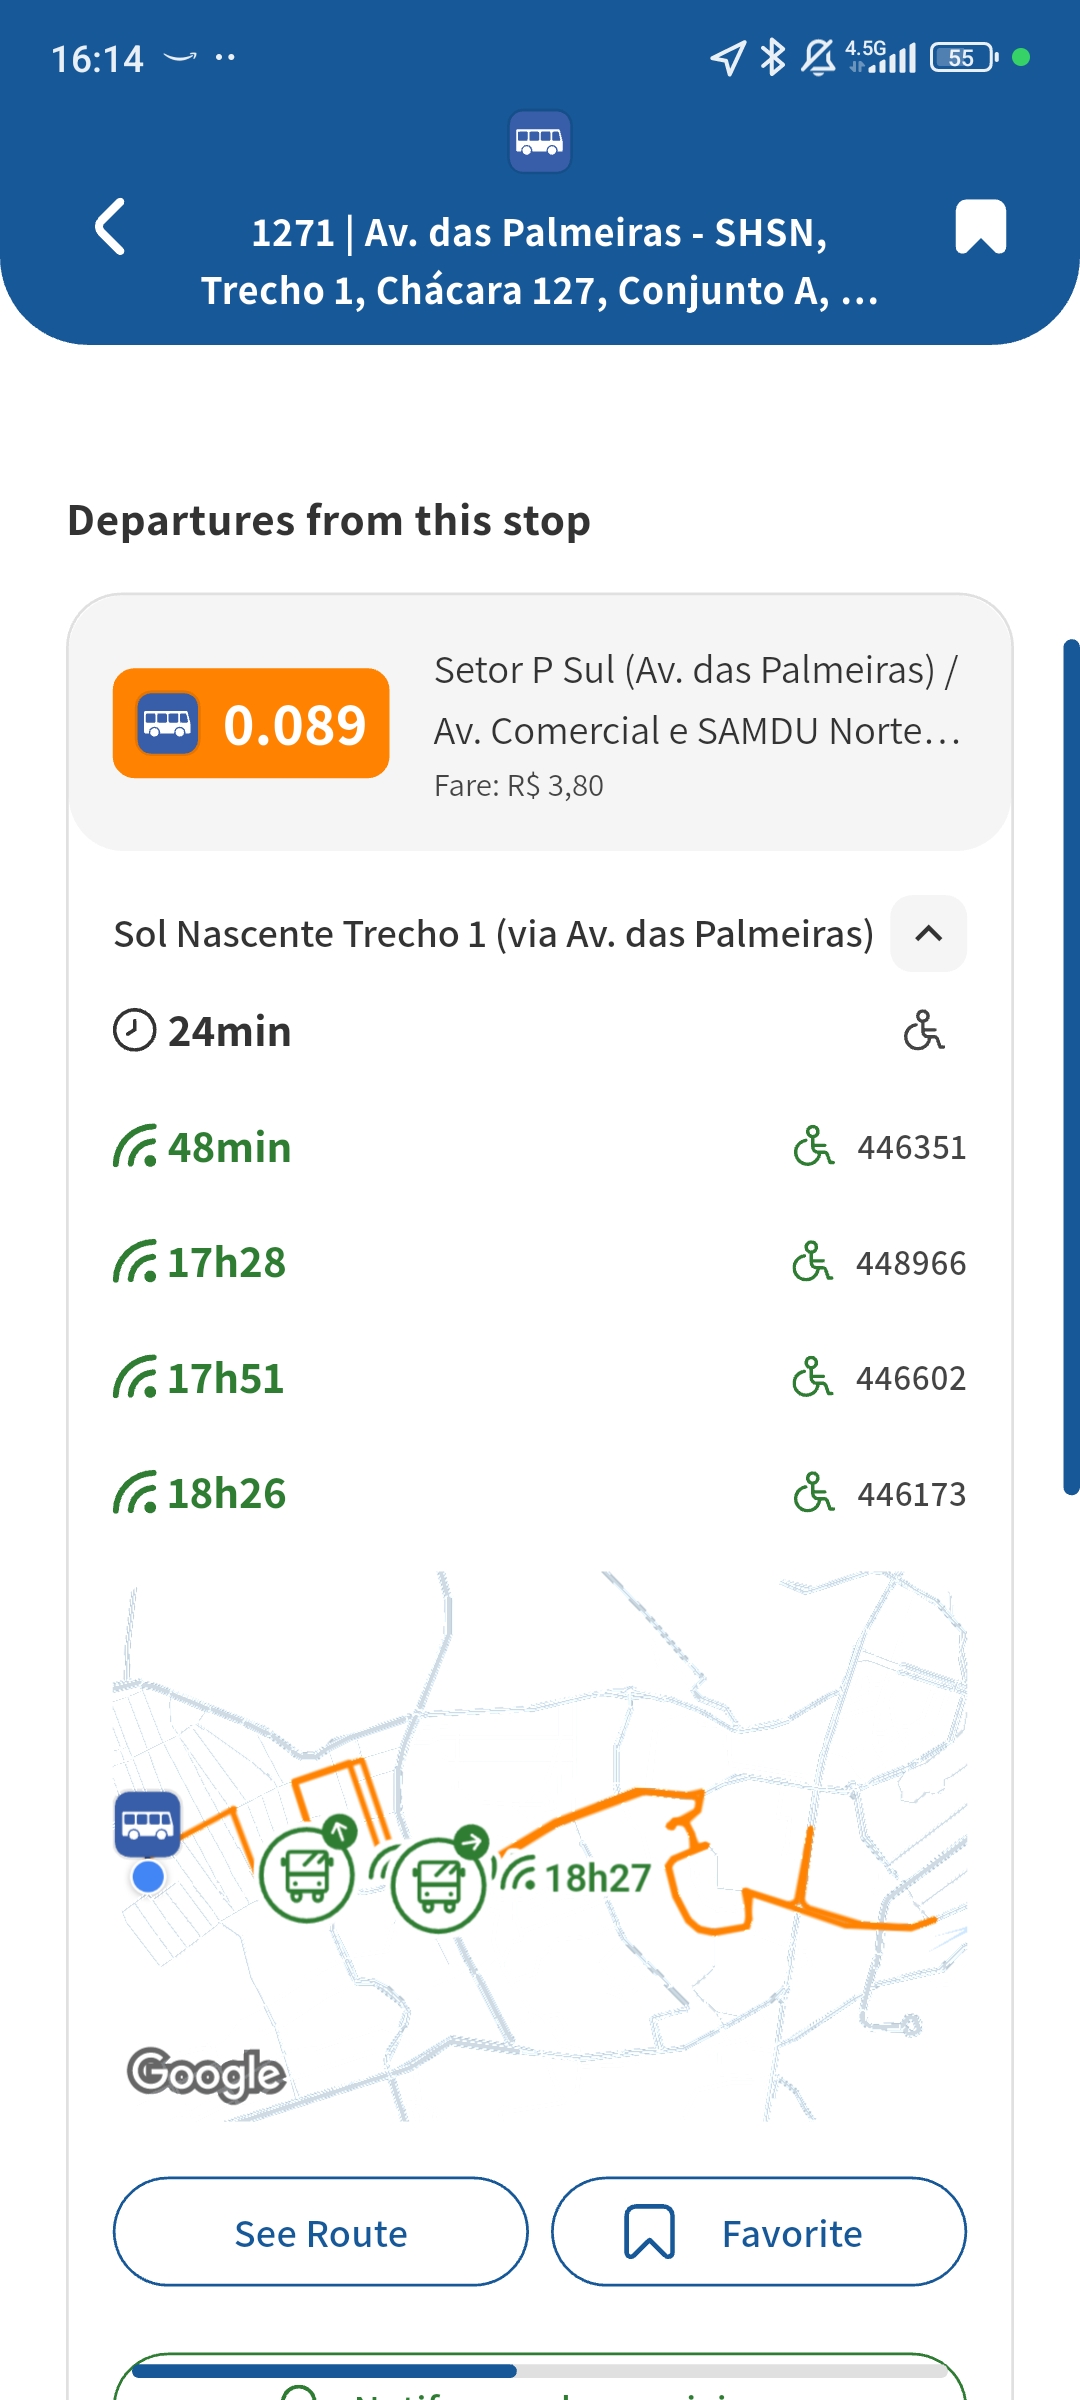 16:14
4.5G
55
1271 | Av. das Palmeiras - SHSN,
Trecho 1, Chácara 127, Conjunto A, ...
Departures from this stop
0.089
Setor P Sul (Av. das Palmeiras) /
Av. Comercial e SAMDU Norte...
Fare: R$ 3,80
Sol Nascente Trecho 1 (via Av. das Palmeiras)
24min
48min 446351
17h28 448966
17h51 446602
18h26 446173
18h27
Google
See Route
Favorite